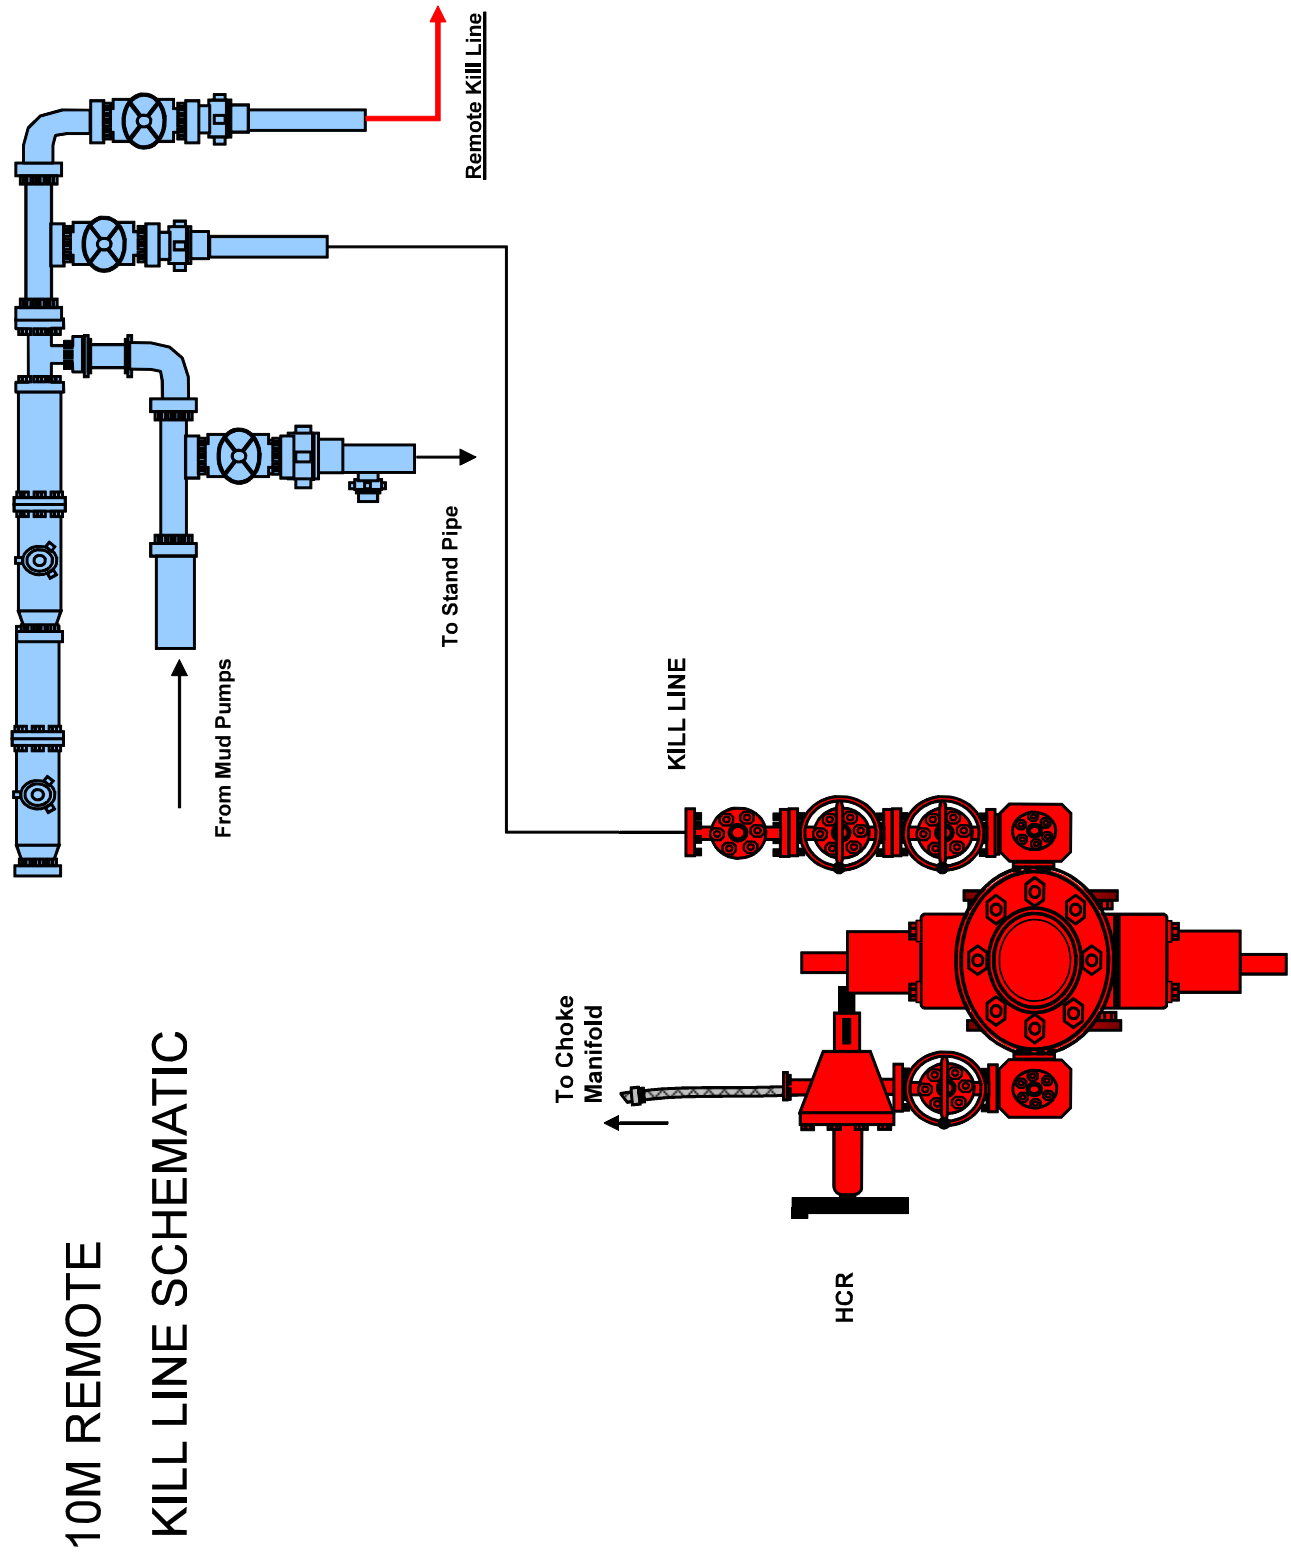 10M REMOTE
KILL LINE SCHEMATIC
From Mud Pumps
To Stand Pipe
Remote Kill Line
To Choke
Manifold
KILL LINE
HCR